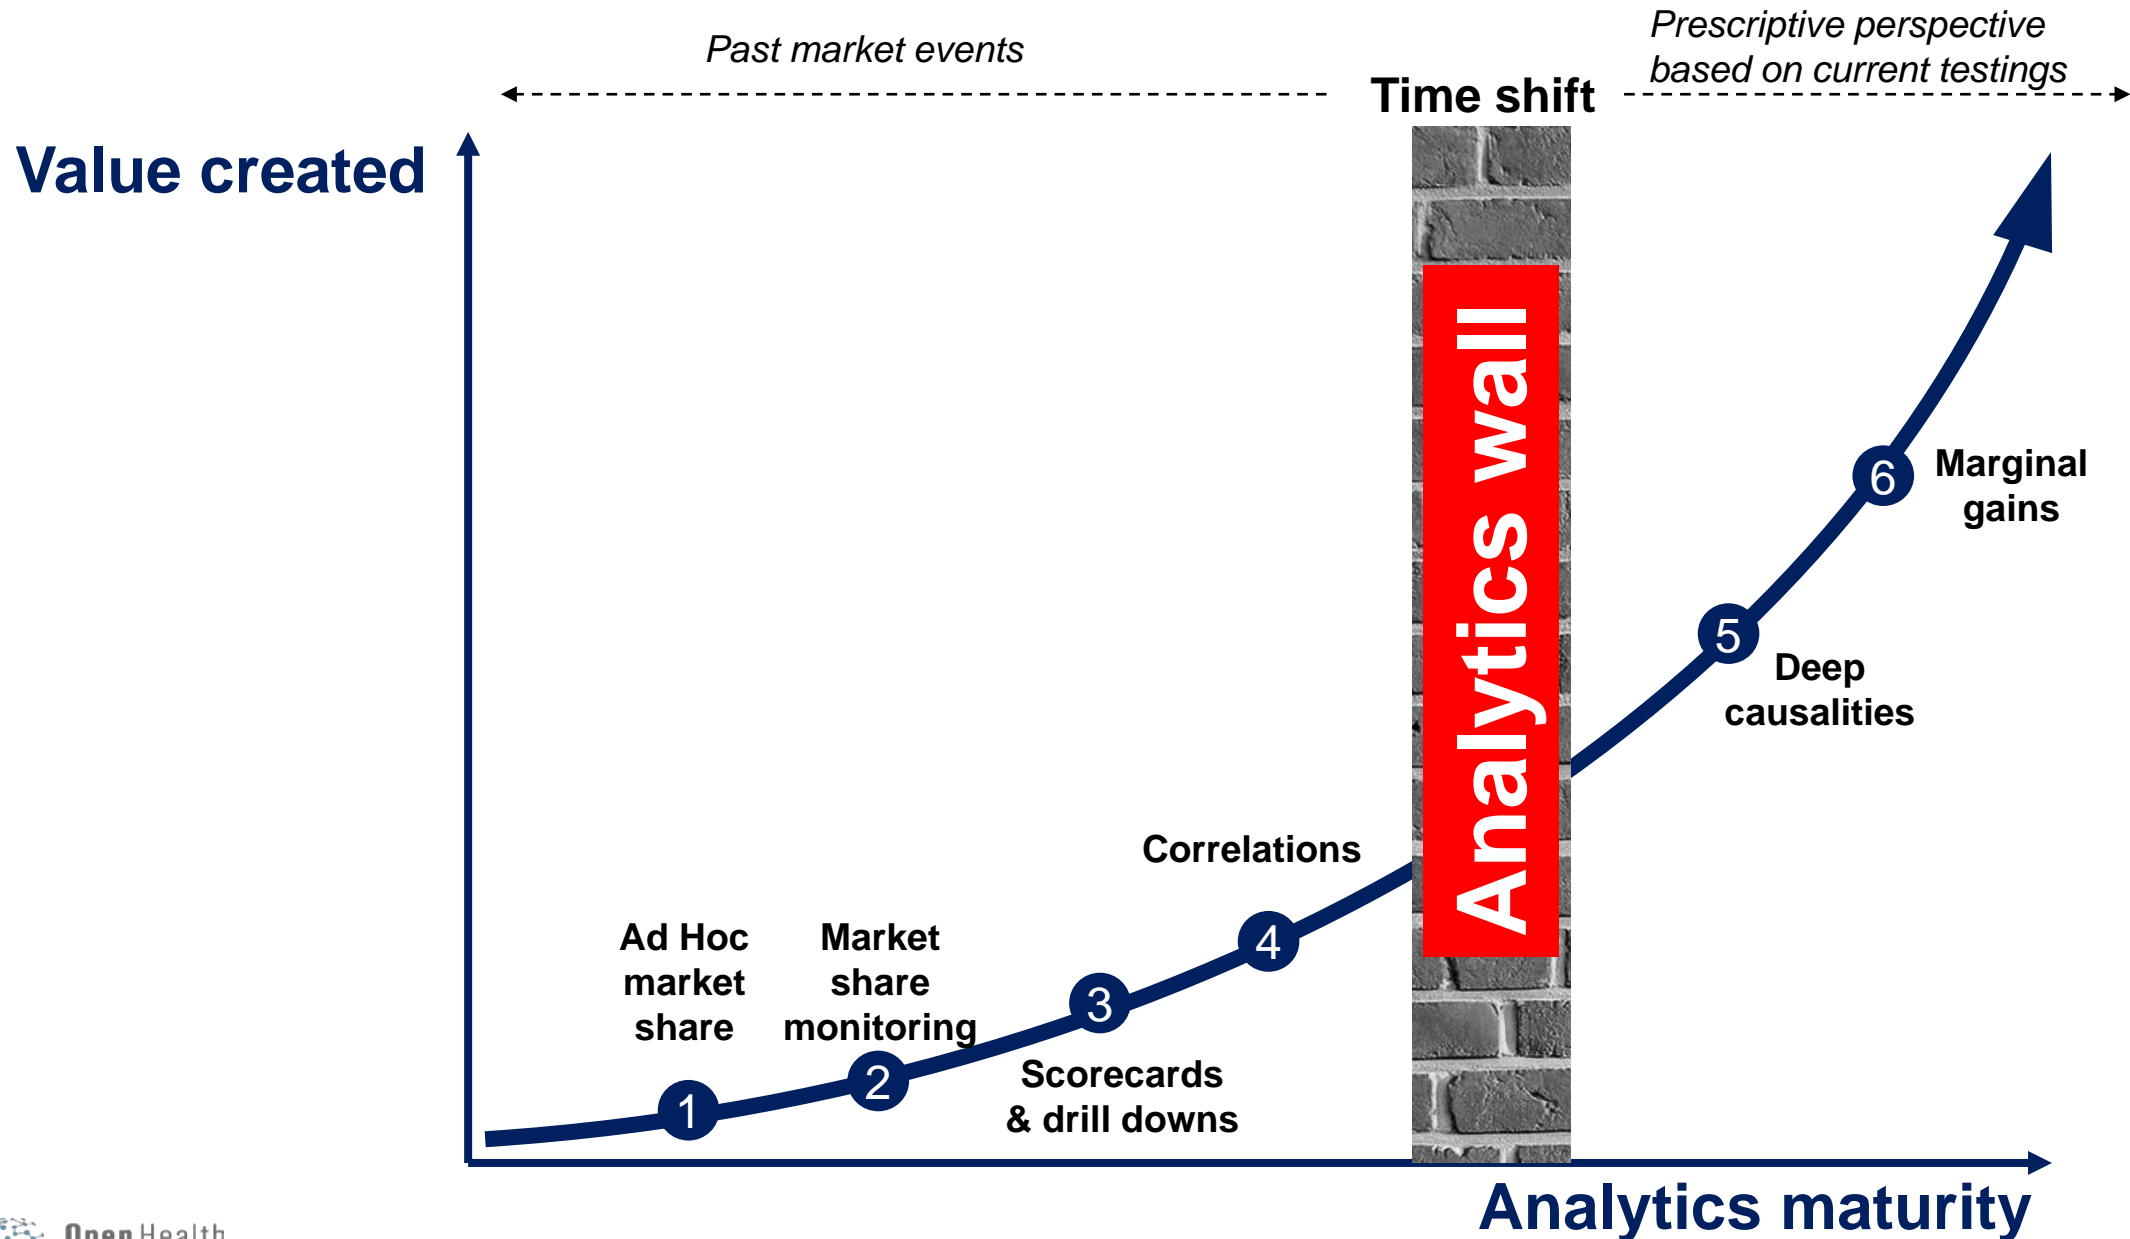 Past market events
Prescriptive perspective
based on current testings
Time shift
Value created
Analytics wall
6
Marginal
gains
5
Deep
causalities
Correlations
4
Ad Hoc
market
share
Market
share
monitoring
3
2
1
Scorecards
& drill downs
Analytics maturity
Open Health